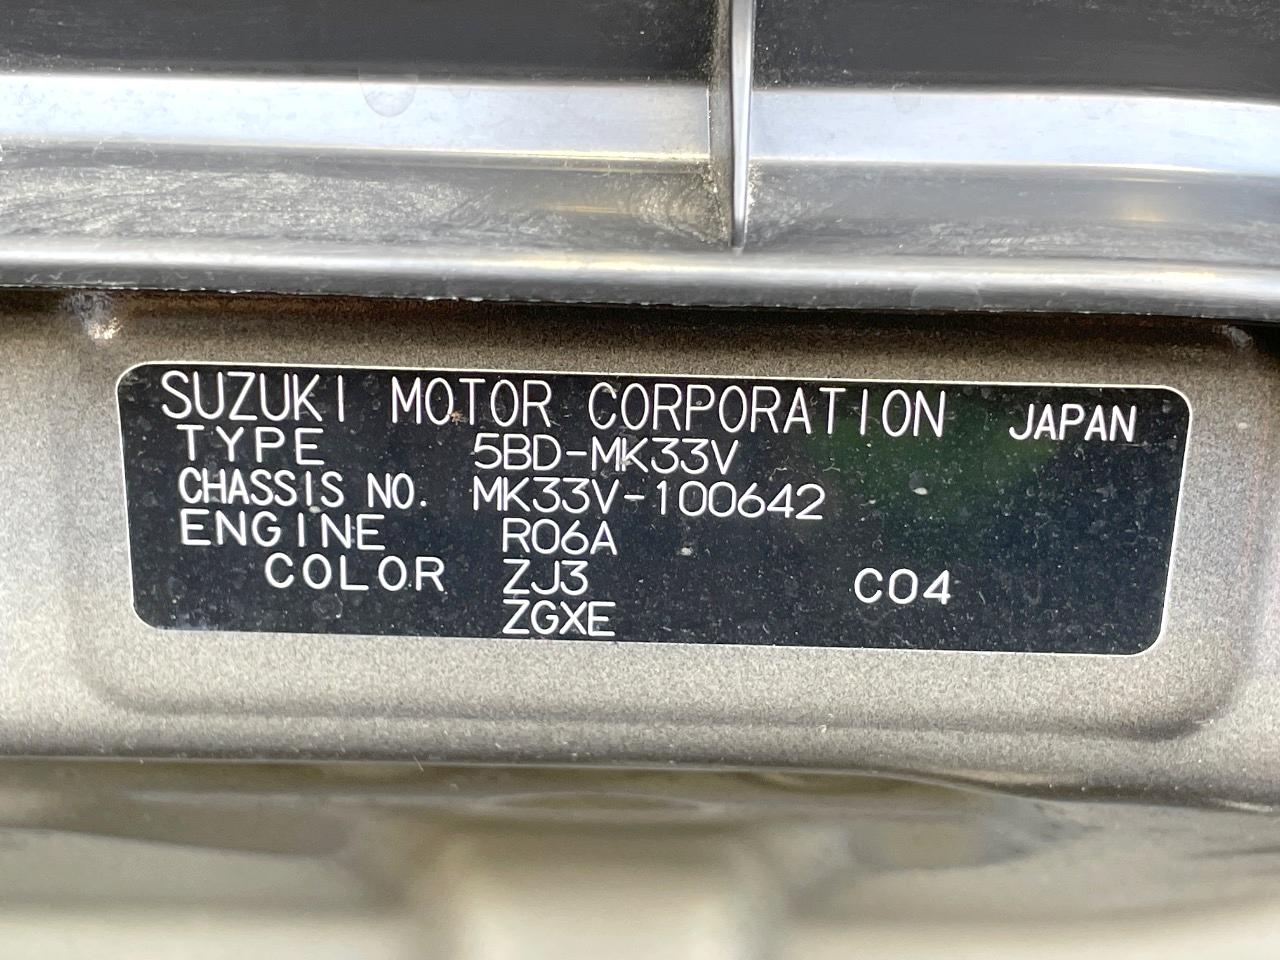 SUZUKI MOTOR CORPORATION JAPAN
TYPE 5BD-MK33V
CHASSIS NO. MK33V-100642
ENGINE R06A
COLOR ZJ3 C04
ZGXE